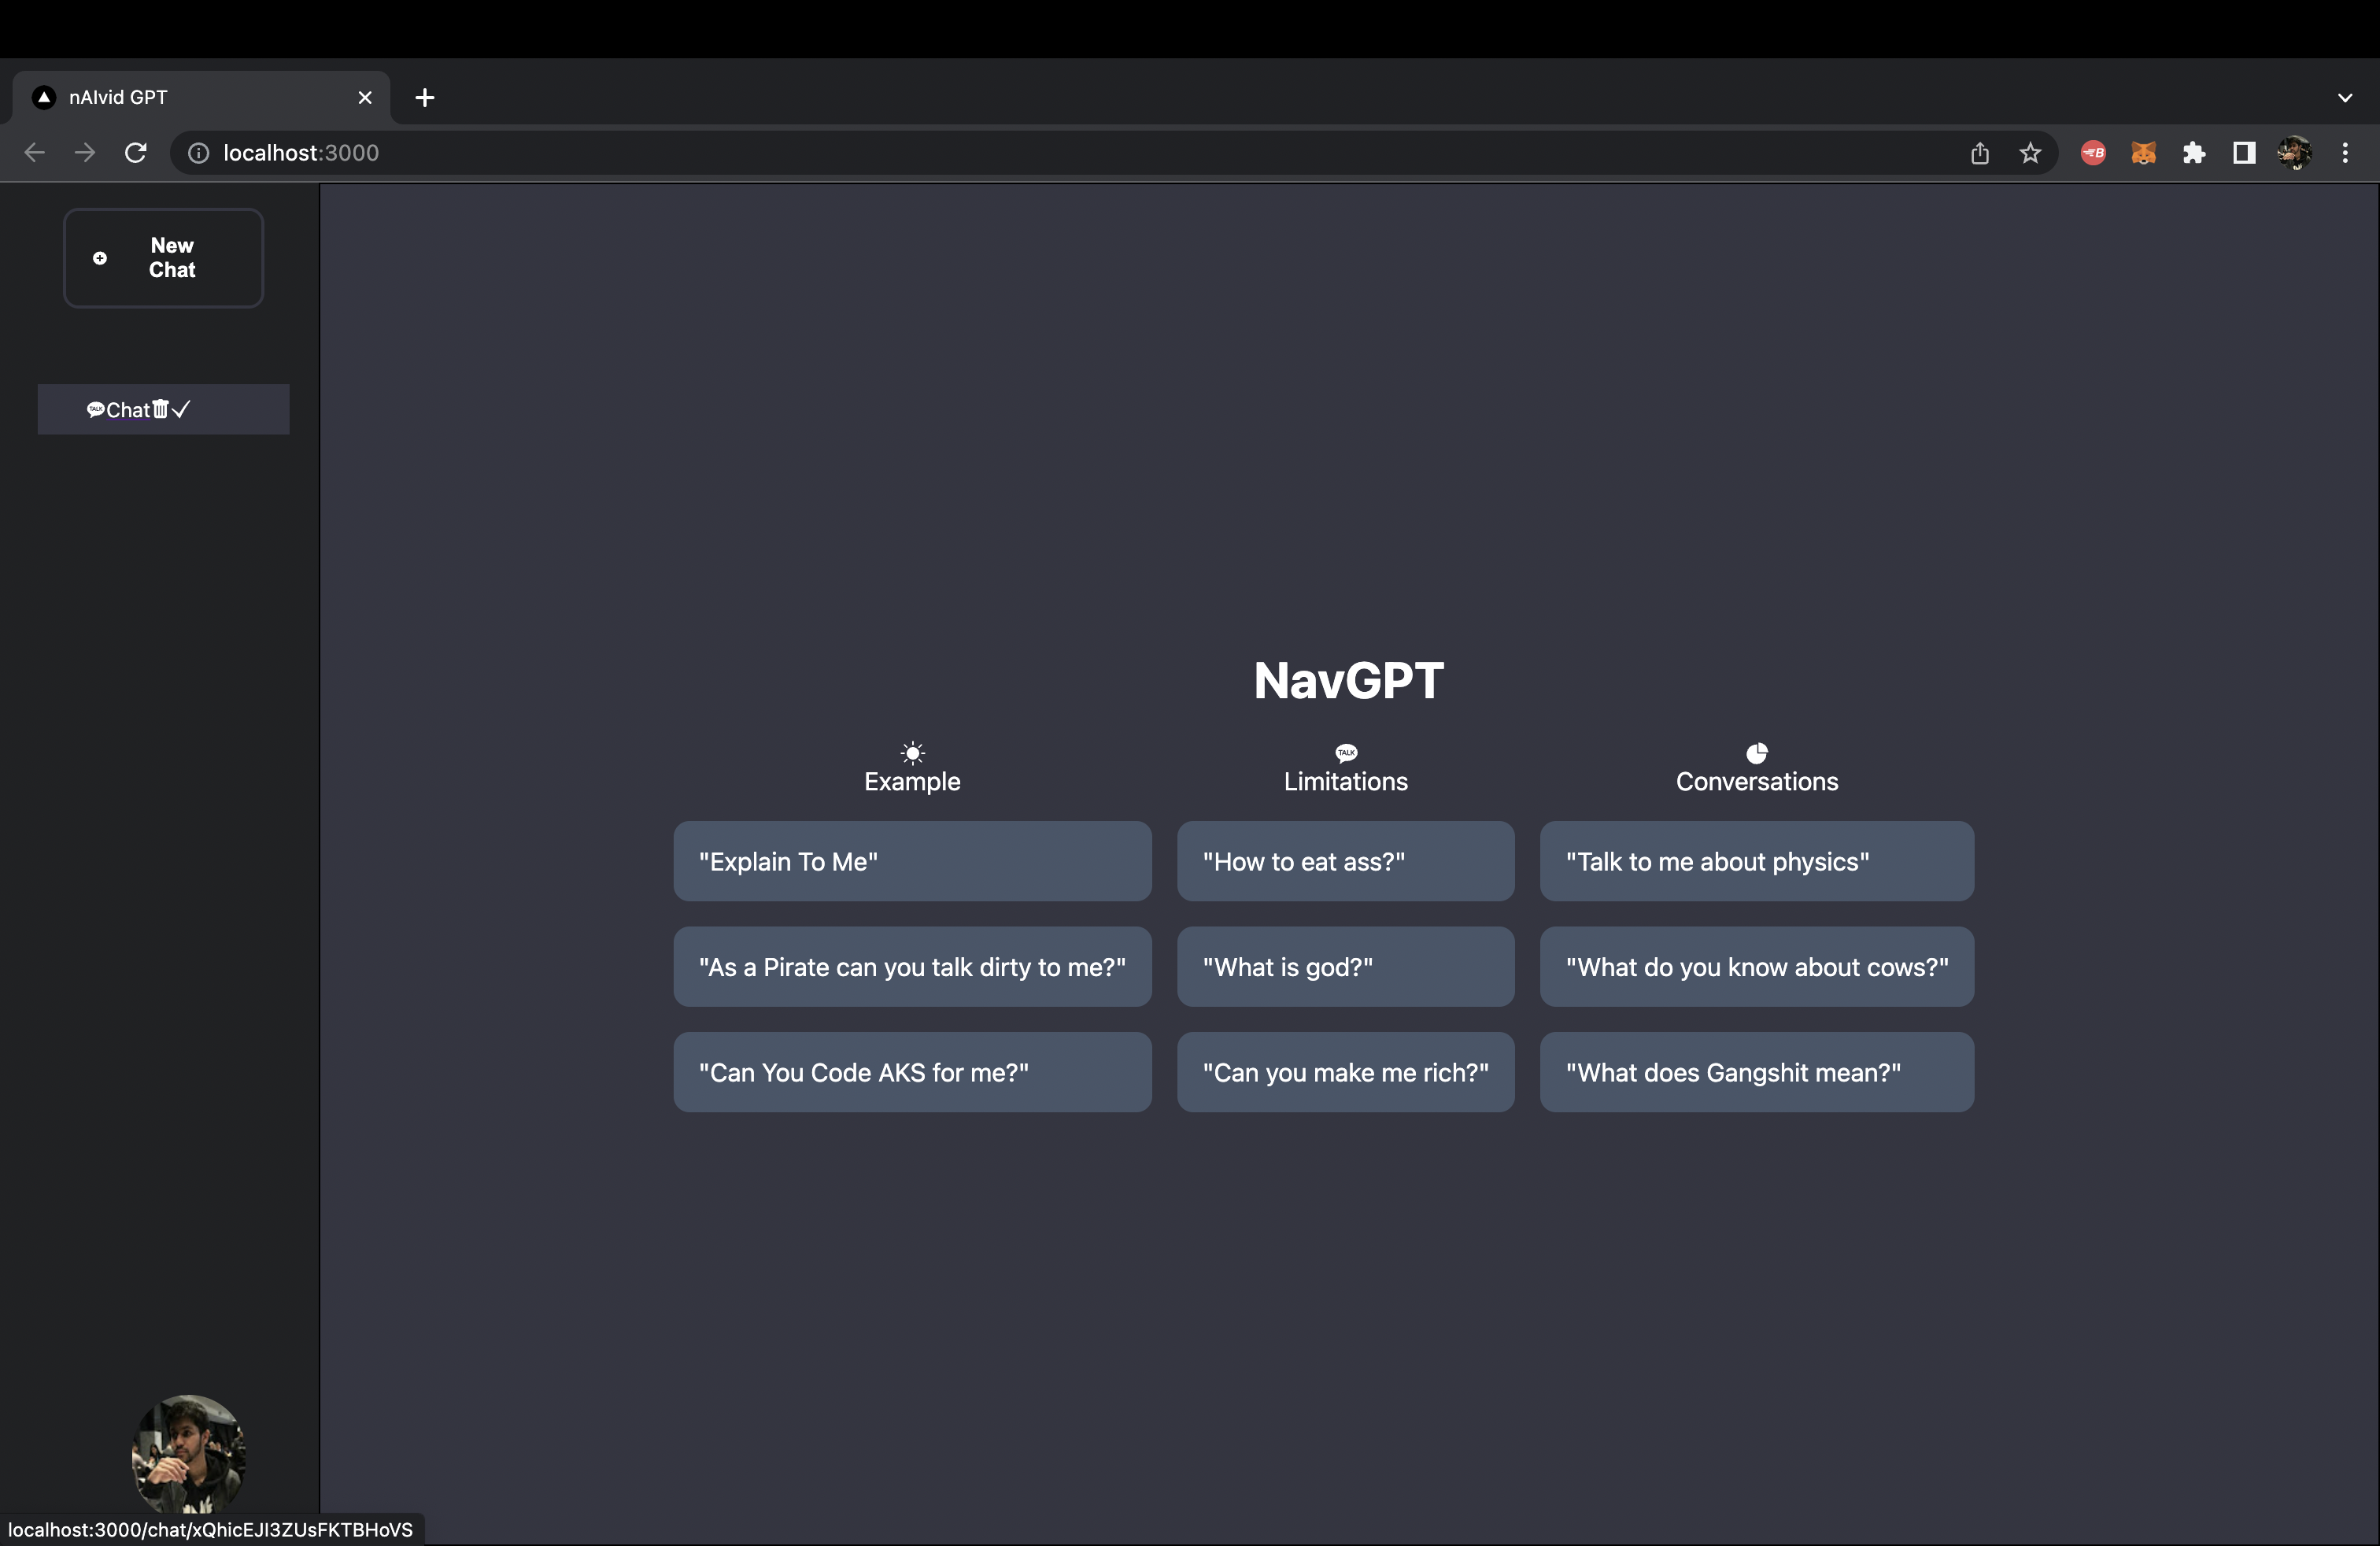 nAIvid GPT
localhost:3000
New
Chat
TALK Chat
NavGPT
Example
TALK
Limitations
Conversations
"Explain To Me"
"How to eat ass?"
"Talk to me about physics"
"As a Pirate can you talk dirty to me?"
"What is god?"
"What do you know about cows?"
"Can You Code AKS for me?"
"Can you make me rich?"
"What does Gangshit mean?"
localhost:3000/chat/xQhicEJI3ZUsFKTBHoVS